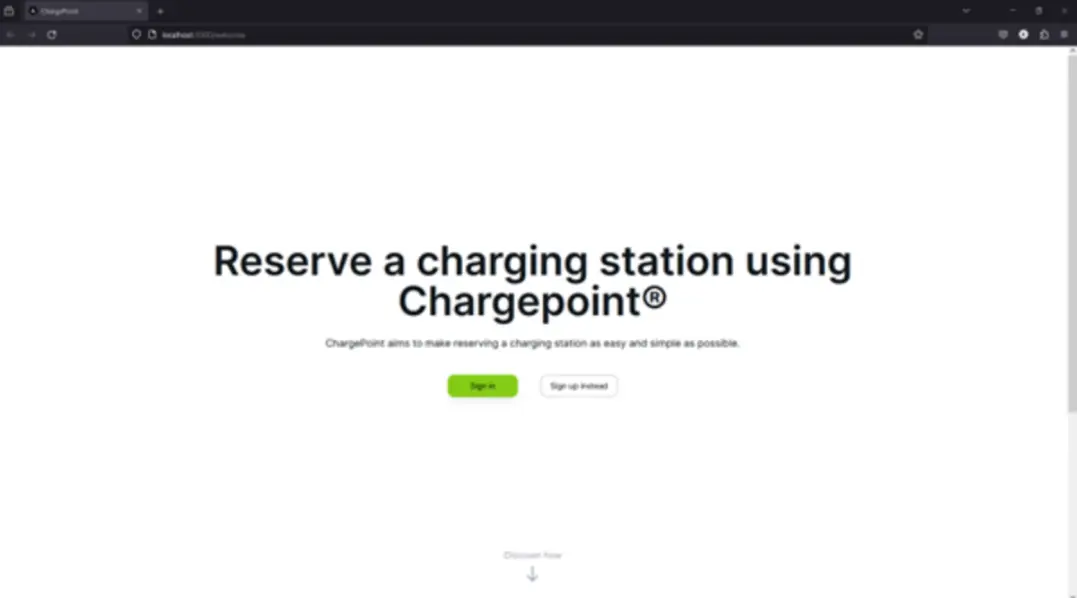 ChargePoint
localhost:3000/welcome
Reserve a charging station using
Chargepoint®
ChargePoint aims to make reserving a charging station as easy and simple as possible.
Sign in
Sign up instead
Discover how